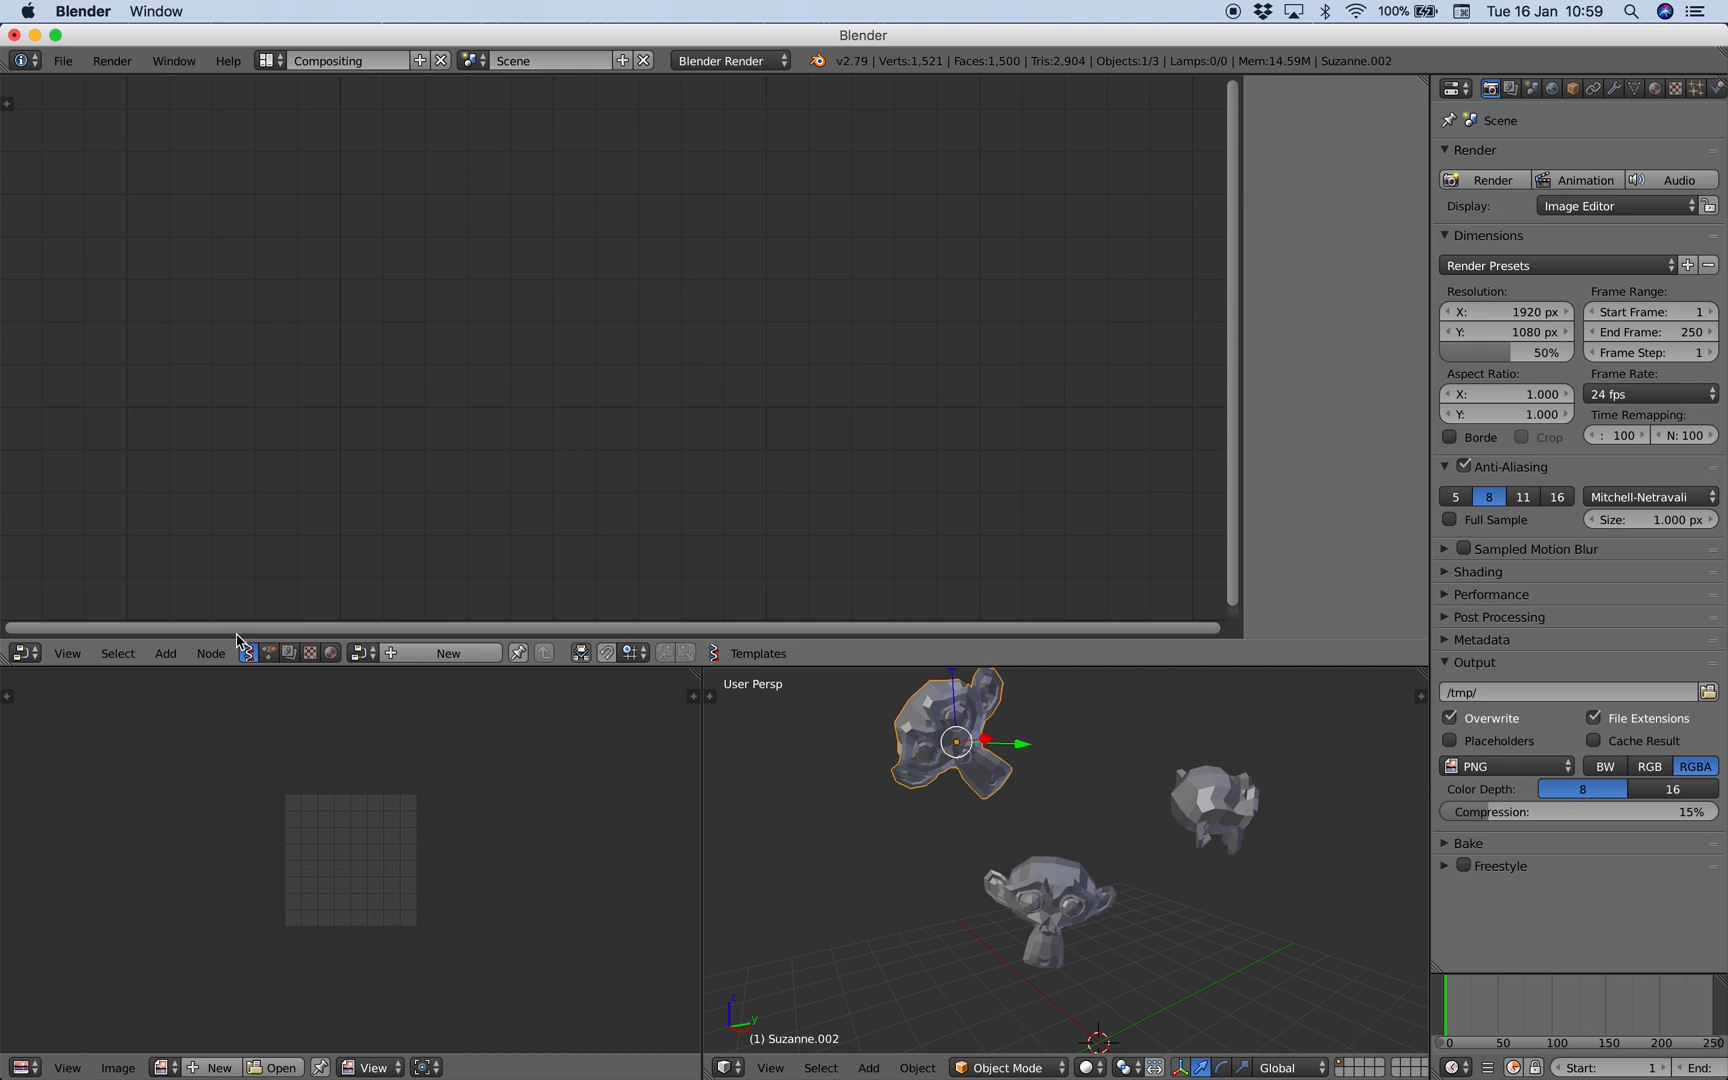 Blender Window 100% Tue 16 Jan 10:59
Blender
File Render Window Help Compositing Scene Blender Render v2.79 | Verts:1,521 | Faces:1,500 | Tris:2,904 | Objects:1/3 | Lamps:0/0 | Mem:14.59M | Suzanne.002
Scene
Render
Render Animation Audio
Display: Image Editor
Dimensions
Render Presets
Resolution: Frame Range:
X: 1920 px Start Frame: 1
Y: 1080 px End Frame: 250
50% Frame Step: 1
Aspect Ratio: Frame Rate:
X: 1.000 24 fps
Y: 1.000 Time Remapping:
Borde Crop : 100 N: 100
Anti-Aliasing
5 8 11 16 Mitchell-Netravali
Full Sample Size: 1.000 px
Sampled Motion Blur
Shading
Performance
Post Processing
Metadata
Output
/tmp/
Overwrite File Extensions
Placeholders Cache Result
PNG BW RGB RGBA
Color Depth: 8 16
Compression: 15%
Bake
Freestyle
View Select Add Node New Templates
User Persp
z
y
(1) Suzanne.002
0 50 100 150 200 250
View Image New Open View
View Select Add Object Object Mode Global
Start: 1 End: